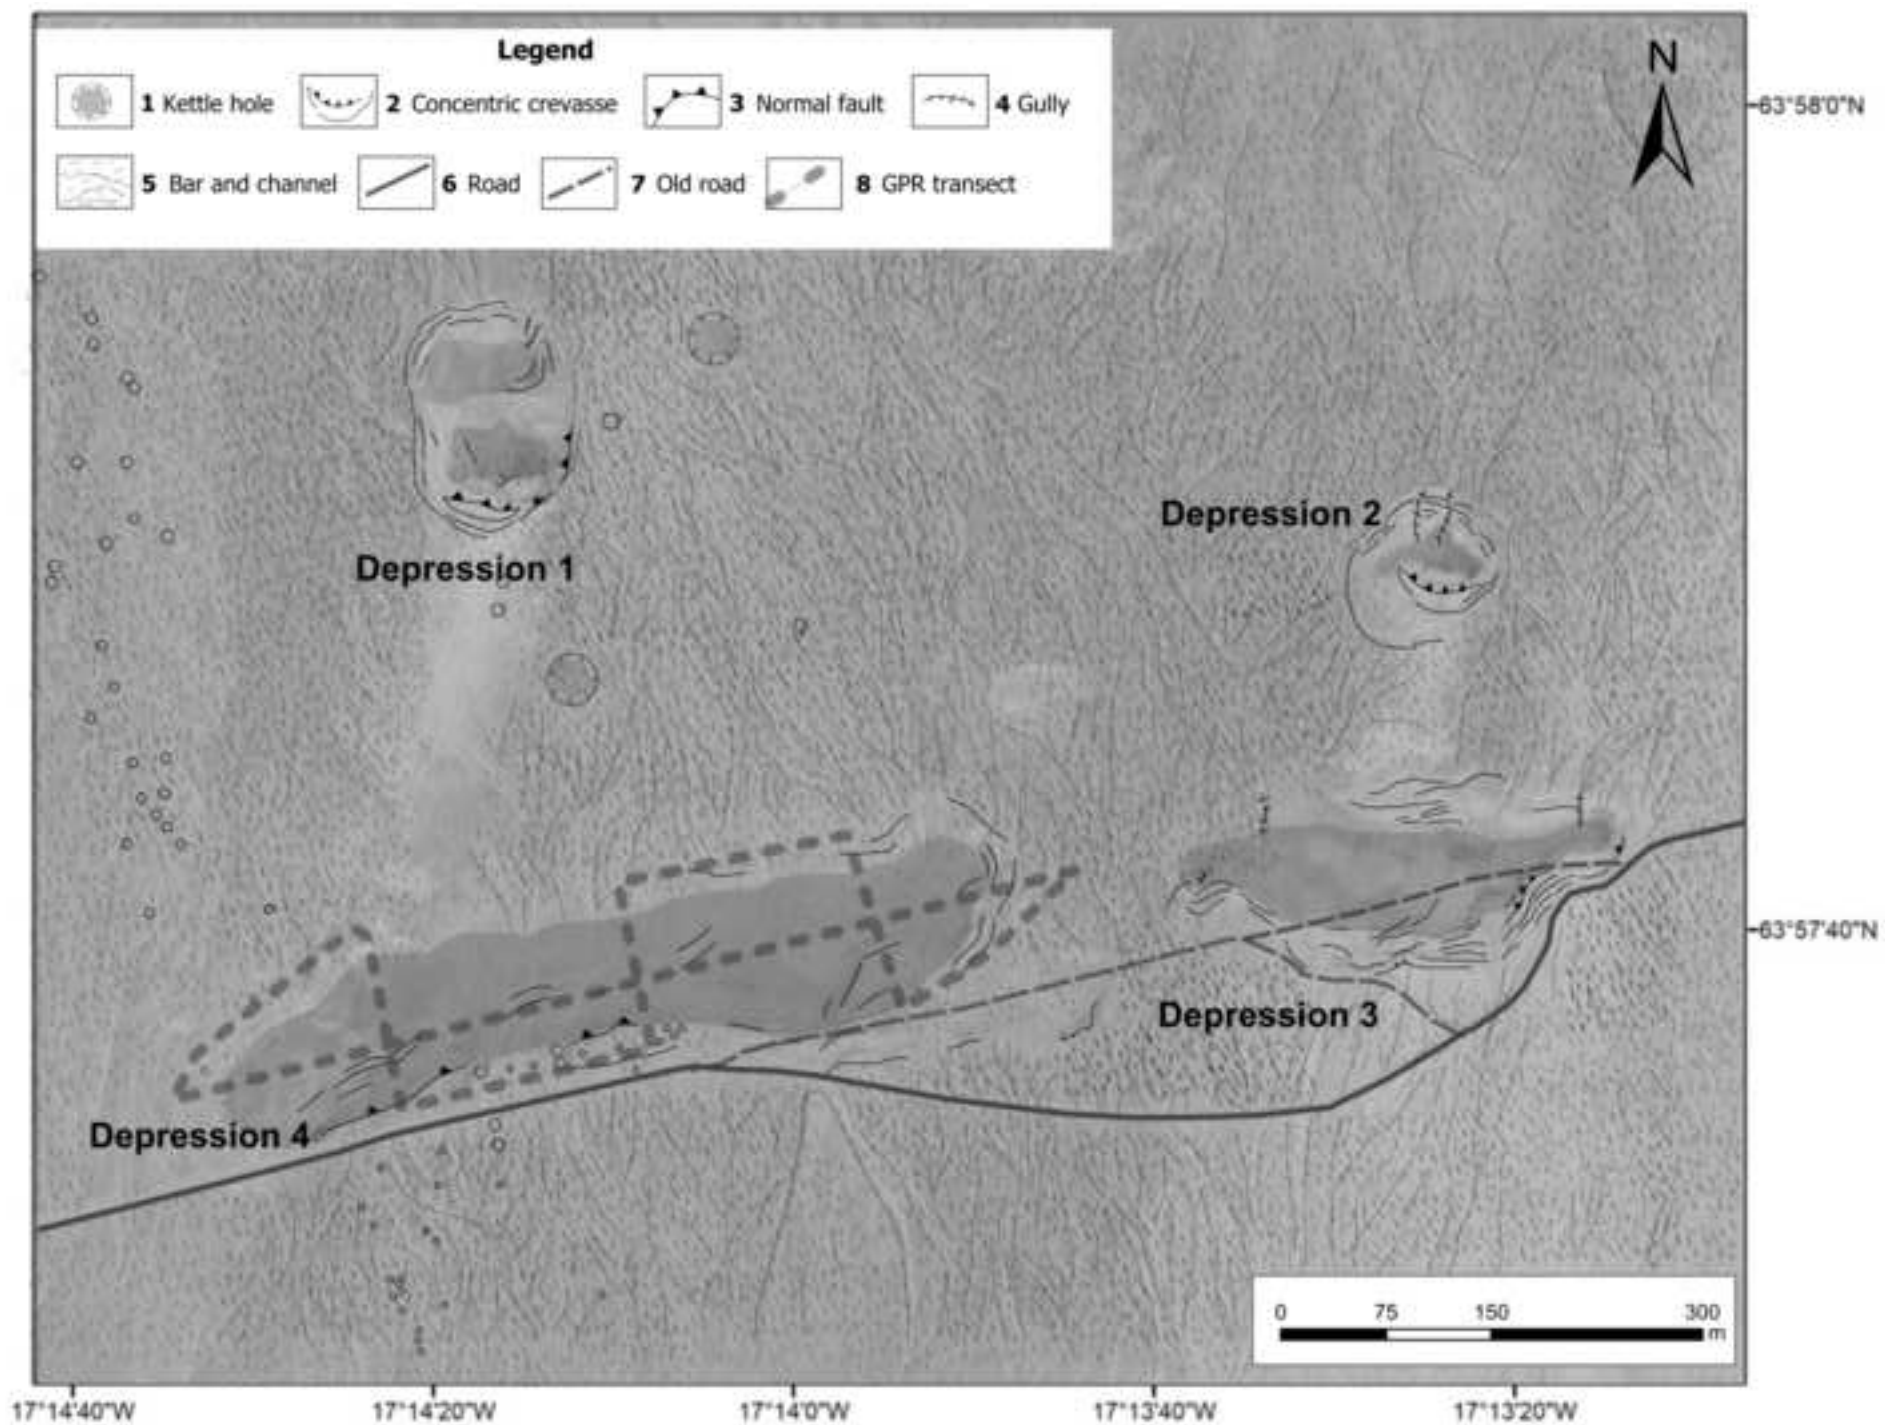 Legend
1 Kettle hole 2 Concentric crevasse 3 Normal fault 4 Gully
5 Bar and channel 6 Road 7 Old road 8 GPR transect
N
63°58'0"N
Depression 2
Depression 1
63°57'40"N
Depression 3
Depression 4
0 75 150 300
m
17°14'40"W 17°14'20"W 17°14'0"W 17°13'40"W 17°13'20"W